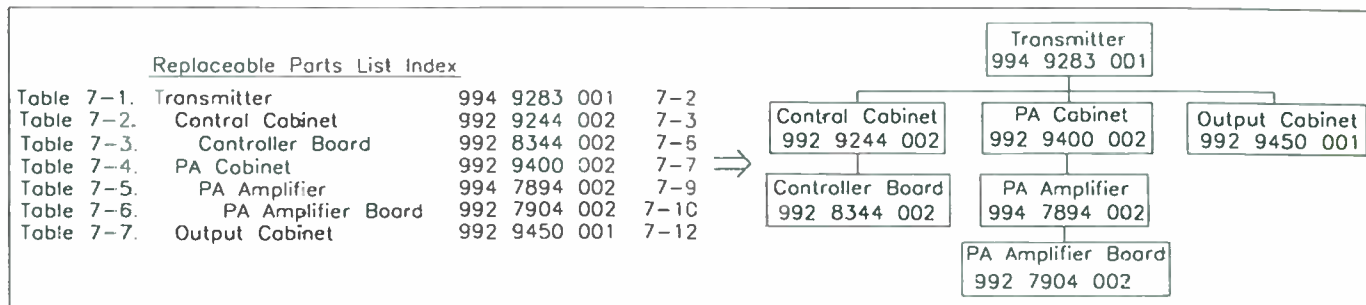 Replaceable Parts List Index
Table 7-1. Transmitter 994 9283 001 7-2
Table 7-2. Control Cabinet 992 9244 002 7-3
Table 7-3. Controller Board 992 8344 002 7-6
Table 7-4. PA Cabinet 992 9400 002 7-7
Table 7-5. PA Amplifier 994 7894 002 7-9
Table 7-6. PA Amplifier Board 992 7904 002 7-10
Table 7-7. Output Cabinet 992 9450 001 7-12
Transmitter
994 9283 001
Control Cabinet
992 9244 002
PA Cabinet
992 9400 002
Output Cabinet
992 9450 001
Controller Board
992 8344 002
PA Amplifier
994 7894 002
PA Amplifier Board
992 7904 002